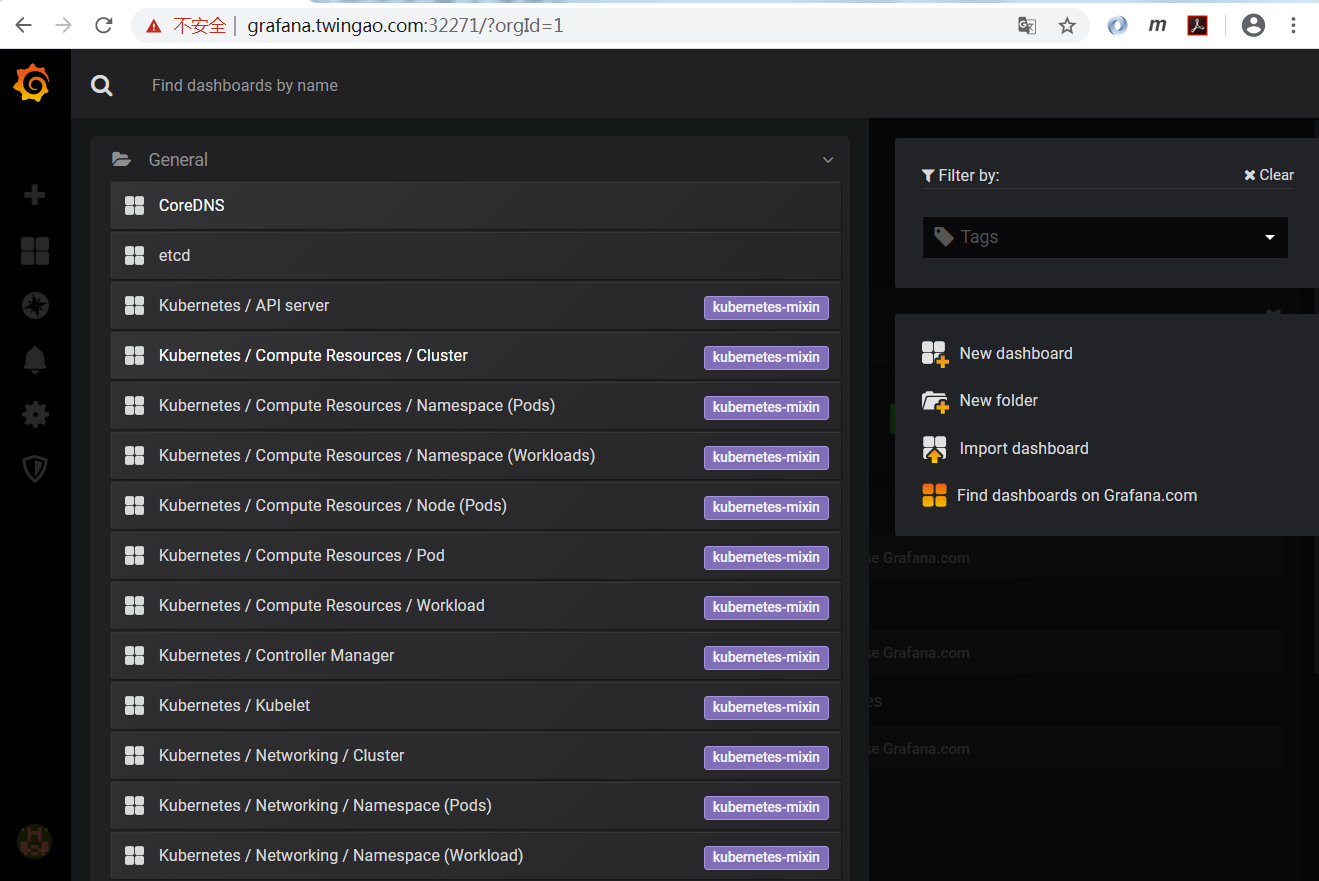 不安全 grafana.twingao.com:32271/?orgId=1
Find dashboards by name
General
CoreDNS
etcd
Kubernetes / API server kubernetes-mixin
Kubernetes / Compute Resources / Cluster kubernetes-mixin
Kubernetes / Compute Resources / Namespace (Pods) kubernetes-mixin
Kubernetes / Compute Resources / Namespace (Workloads) kubernetes-mixin
Kubernetes / Compute Resources / Node (Pods) kubernetes-mixin
Kubernetes / Compute Resources / Pod kubernetes-mixin
Kubernetes / Compute Resources / Workload kubernetes-mixin
Kubernetes / Controller Manager kubernetes-mixin
Kubernetes / Kubelet kubernetes-mixin
Kubernetes / Networking / Cluster kubernetes-mixin
Kubernetes / Networking / Namespace (Pods) kubernetes-mixin
Kubernetes / Networking / Namespace (Workload) kubernetes-mixin
Filter by: Clear
Tags
New dashboard
New folder
Import dashboard
Find dashboards on Grafana.com
se Grafana.com
se Grafana.com
es
se Grafana.com